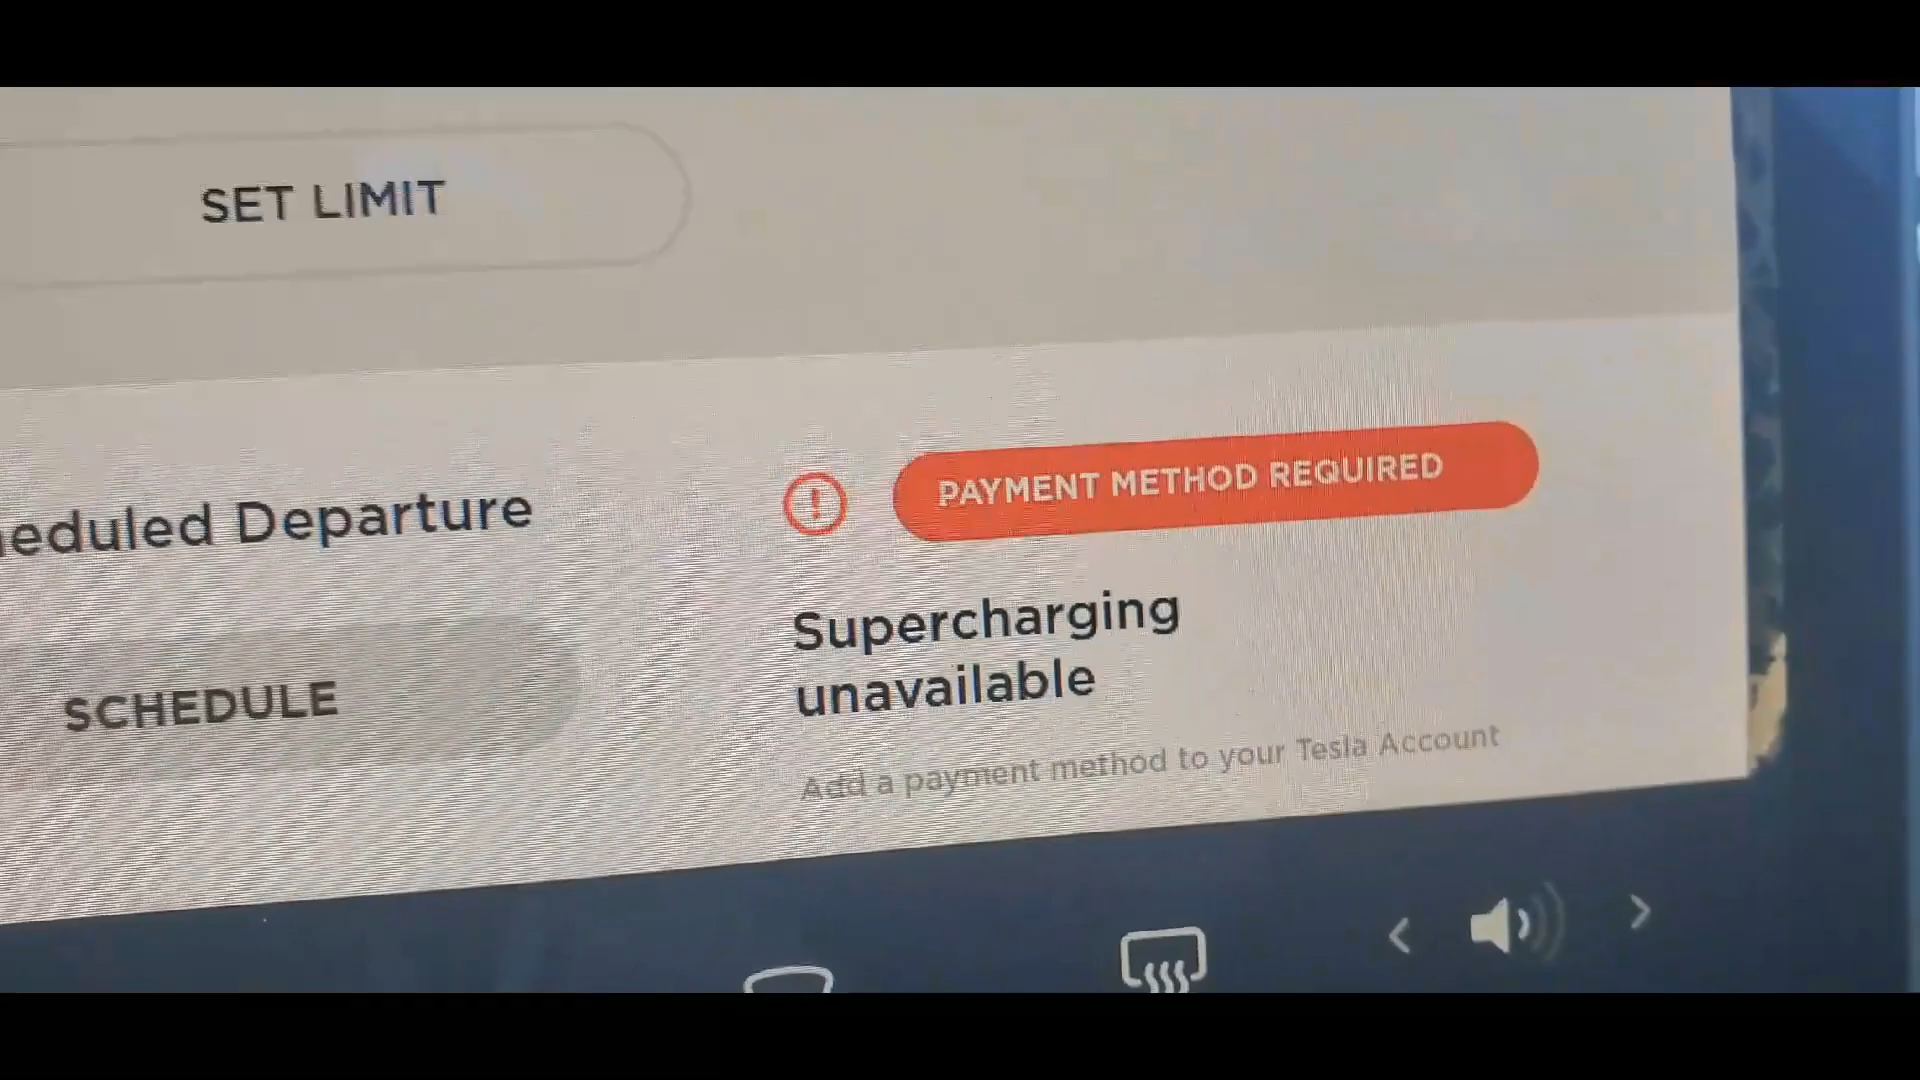 SET LIMIT
eduled Departure
SCHEDULE
PAYMENT METHOD REQUIRED
Supercharging
unavailable
Add a payment method to your Tesla Account